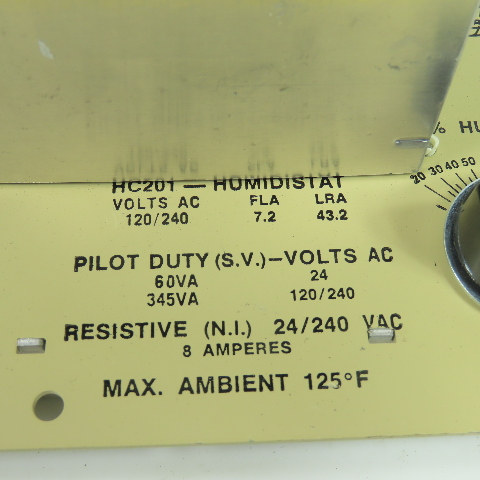 % HU
20 30 40 50
HC201 — HUMIDISTAT
VOLTS AC FLA LRA
120/240 7.2 43.2
PILOT DUTY (S.V.)—VOLTS AC
60VA 24
345VA 120/240
RESISTIVE (N.I.) 24/240 VAC
8 AMPERES
MAX. AMBIENT 125°F